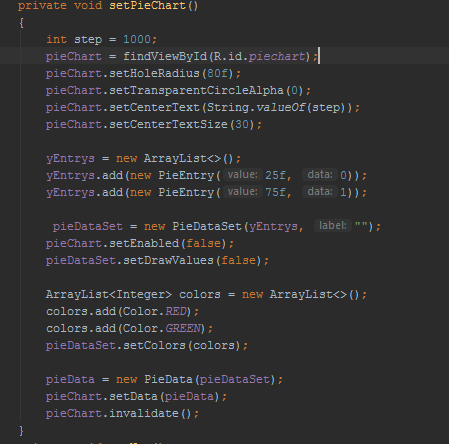 private void setPieChart()
{
int step = 1000;
pieChart = findViewById(R.id.piechart);
pieChart.setHoleRadius(80f);
pieChart.setTransparentCircleAlpha(0);
pieChart.setCenterText(String.valueOf(step));
pieChart.setCenterTextSize(30);
yEntrys = new ArrayList<>();
yEntrys.add(new PieEntry( value: 25f, data: 0));
yEntrys.add(new PieEntry( value: 75f, data: 1));
pieDataSet = new PieDataSet(yEntrys, label: "");
pieChart.setEnabled(false);
pieDataSet.setDrawValues(false);
ArrayList<Integer> colors = new ArrayList<>();
colors.add(Color.RED);
colors.add(Color.GREEN);
pieDataSet.setColors(colors);
pieData = new PieData(pieDataSet);
pieChart.setData(pieData);
pieChart.invalidate();
}